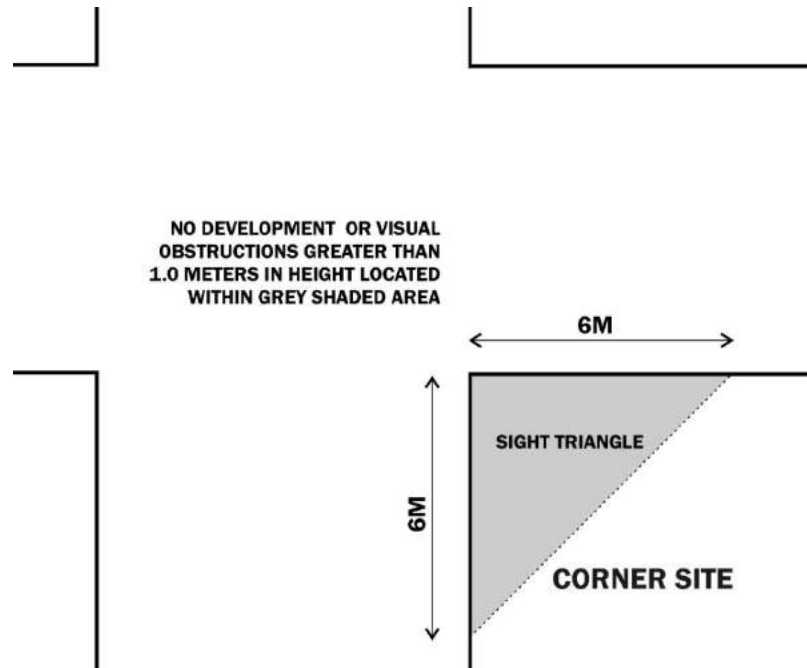 NO DEVELOPMENT OR VISUAL
OBSTRUCTIONS GREATER THAN
1.0 METERS IN HEIGHT LOCATED
WITHIN GREY SHADED AREA
6M
SIGHT TRIANGLE
6M
CORNER SITE